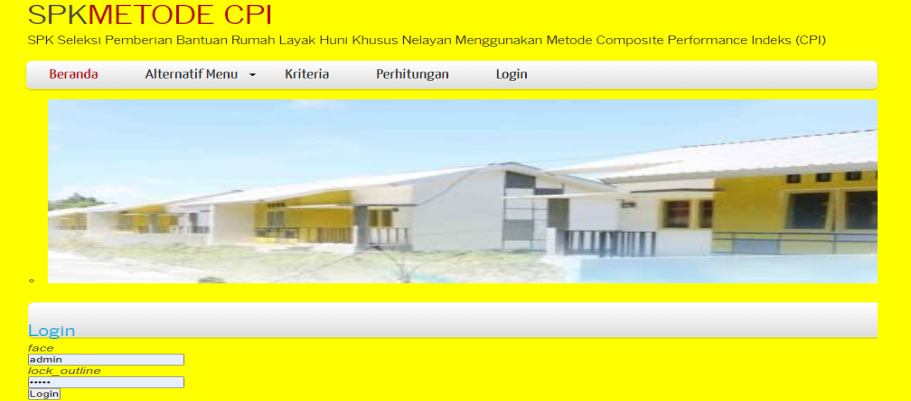 SPKMETODE CPI
SPK Seleksi Pemberian Bantuan Rumah Layak Huni Khusus Nelayan Menggunakan Metode Composite Performance Indeks (CPI)
Beranda Alternatif Menu Kriteria Perhitungan Login
Login
face
admin
lock_outline
•••••
Login